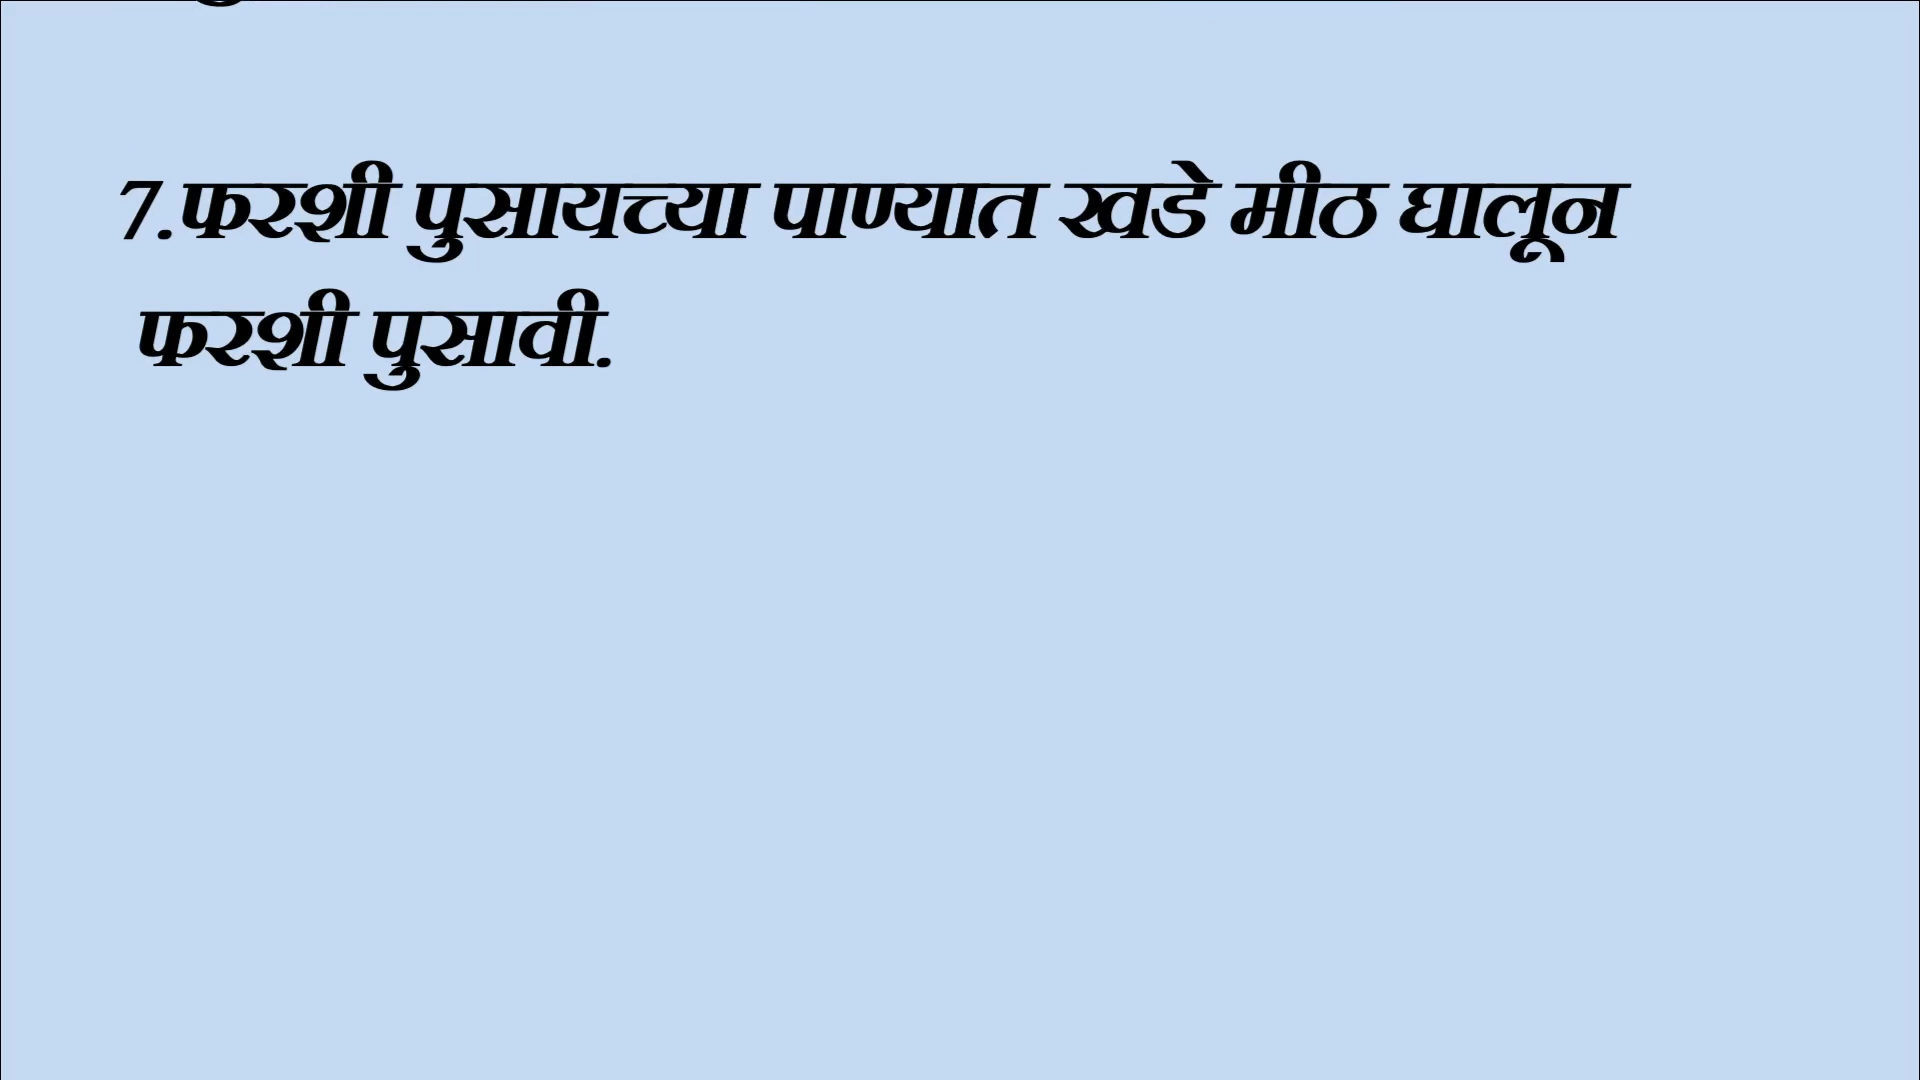 7.फरशी पुसायच्या पाण्यात खडे मीठ घालून
फरशी पुसावी.